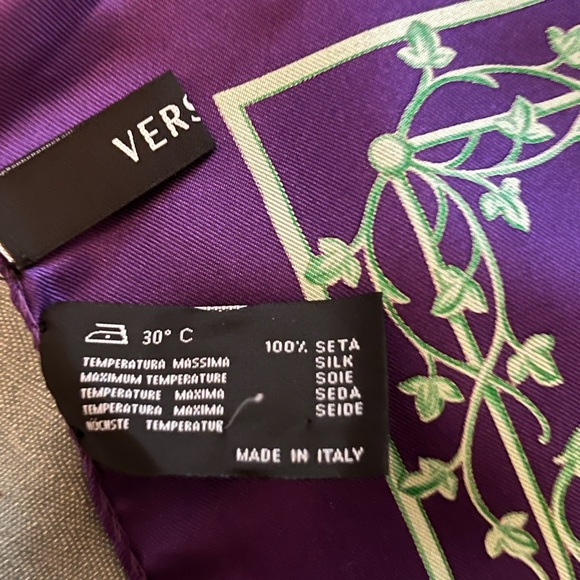 VERS
30° C
TEMPERATURA MASSIMA
MAXIMUM TEMPERATURE
TEMPERATURE MAXIMA
TEMPERATURA MAXIMA
HÖCHSTE TEMPERATUR
100% SETA
SILK
SOIE
SEDA
SEIDE
MADE IN ITALY